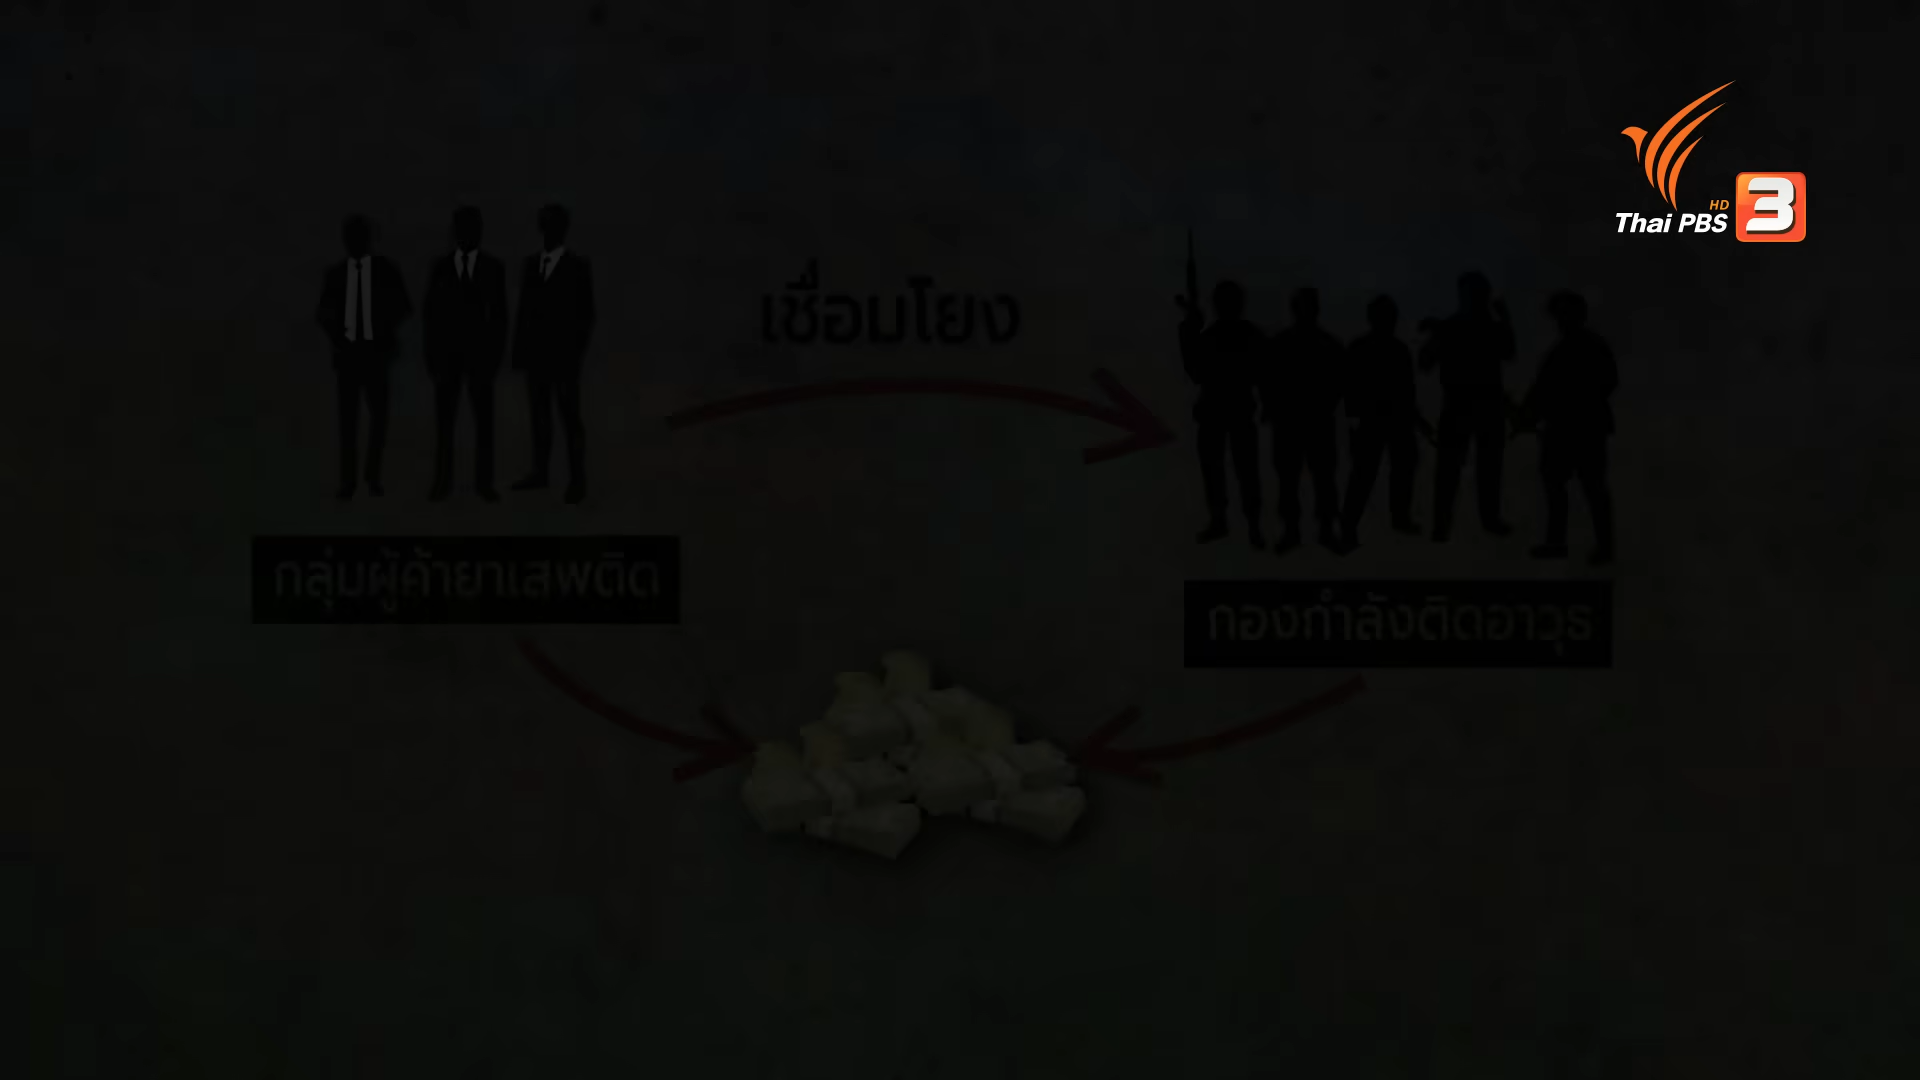 HD
Thai PBS 3
เชื่อมโยง
กลุ่มผู้ค้ายาเสพติด
กองกำลังติดอาวุธ